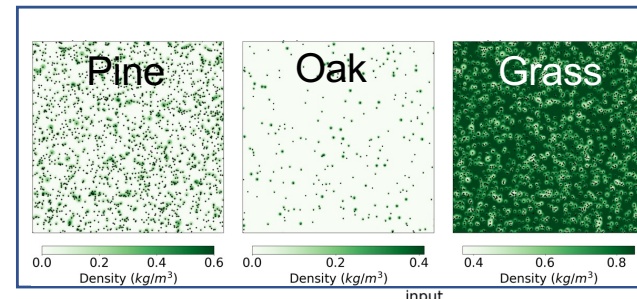 Pine Oak Grass
0.0 0.2 0.4 0.6 0.0 0.2 0.4 0.4 0.6 0.8
Density (kg/m³) Density (kg/m³) Density (kg/m³)
input